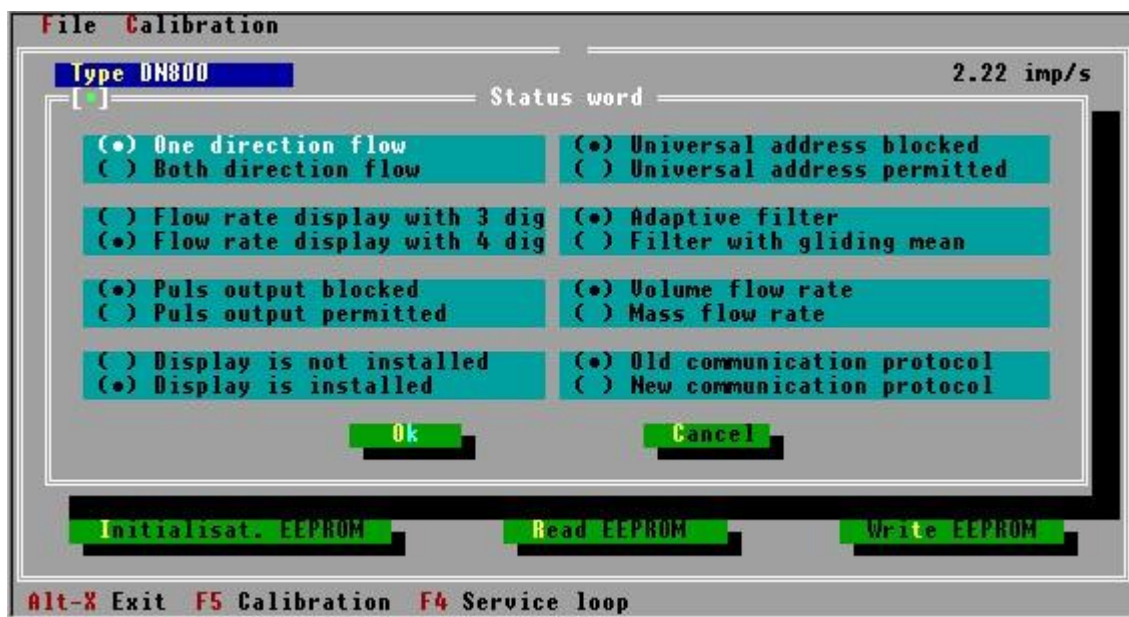 File Calibration
Type DN800 2.22 imp/s
[•] Status word
(•) One direction flow
( ) Both direction flow
(•) Universal address blocked
( ) Universal address permitted
( ) Flow rate display with 3 dig
(•) Flow rate display with 4 dig
(•) Adaptive filter
( ) Filter with gliding mean
(•) Puls output blocked
( ) Puls output permitted
(•) Volume flow rate
( ) Mass flow rate
( ) Display is not installed
(•) Display is installed
(•) Old communication protocol
( ) New communication protocol
Ok Cancel
Initialisat. EEPROM Read EEPROM Write EEPROM
Alt-X Exit F5 Calibration F4 Service loop